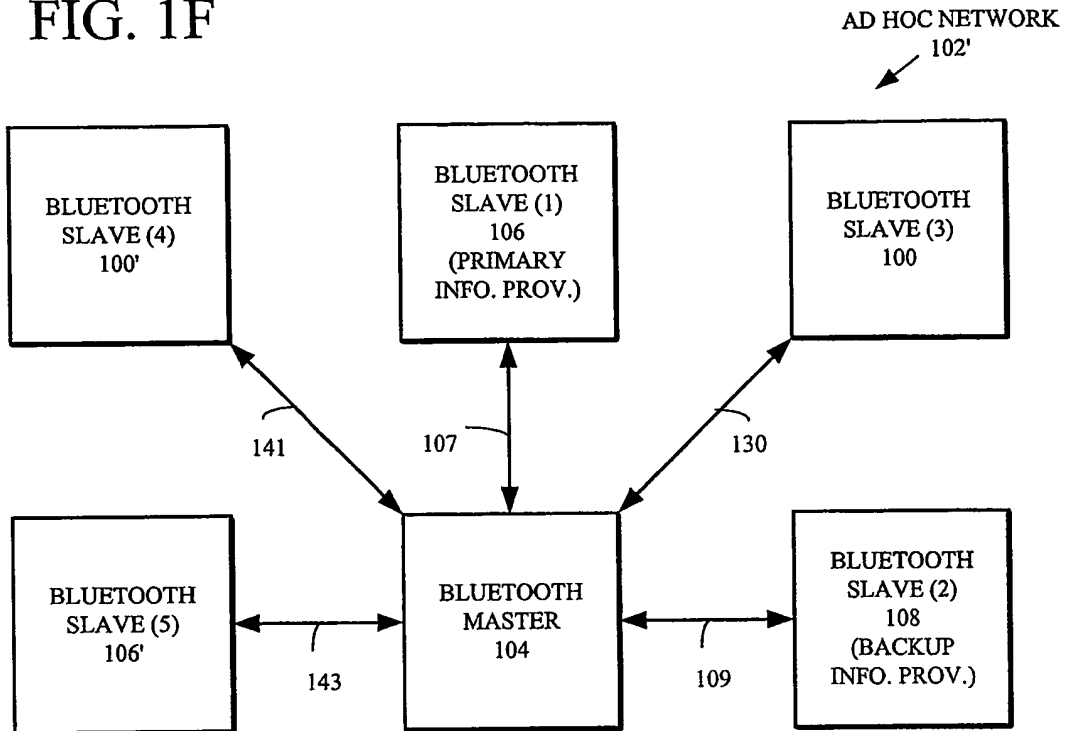 FIG. 1F
AD HOC NETWORK
102'
BLUETOOTH
SLAVE (4)
100'
BLUETOOTH
SLAVE (1)
106
(PRIMARY
INFO. PROV.)
BLUETOOTH
SLAVE (3)
100
141
107
130
BLUETOOTH
SLAVE (5)
106'
143
BLUETOOTH
MASTER
104
109
BLUETOOTH
SLAVE (2)
108
(BACKUP
INFO. PROV.)